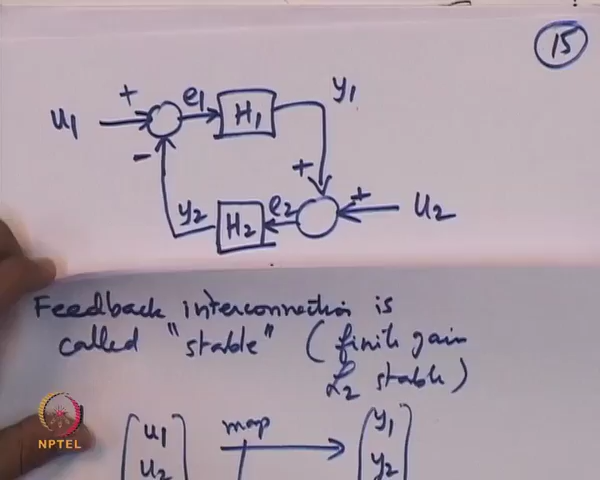 15
+ e1 H1 y1
u1
-
+
y2 H2 e2 + u2
Feedback interconnection is
called "stable" (finite gain
L2 stable)
[u1 map [y1
u2 y2
NPTEL